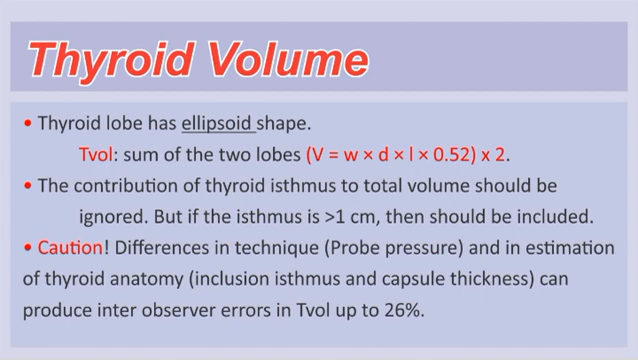 Thyroid Volume
• Thyroid lobe has ellipsoid shape.
Tvol: sum of the two lobes (V = w × d × l × 0.52) x 2.
• The contribution of thyroid isthmus to total volume should be
ignored. But if the isthmus is >1 cm, then should be included.
• Caution! Differences in technique (Probe pressure) and in estimation
of thyroid anatomy (inclusion isthmus and capsule thickness) can
produce inter observer errors in Tvol up to 26%.